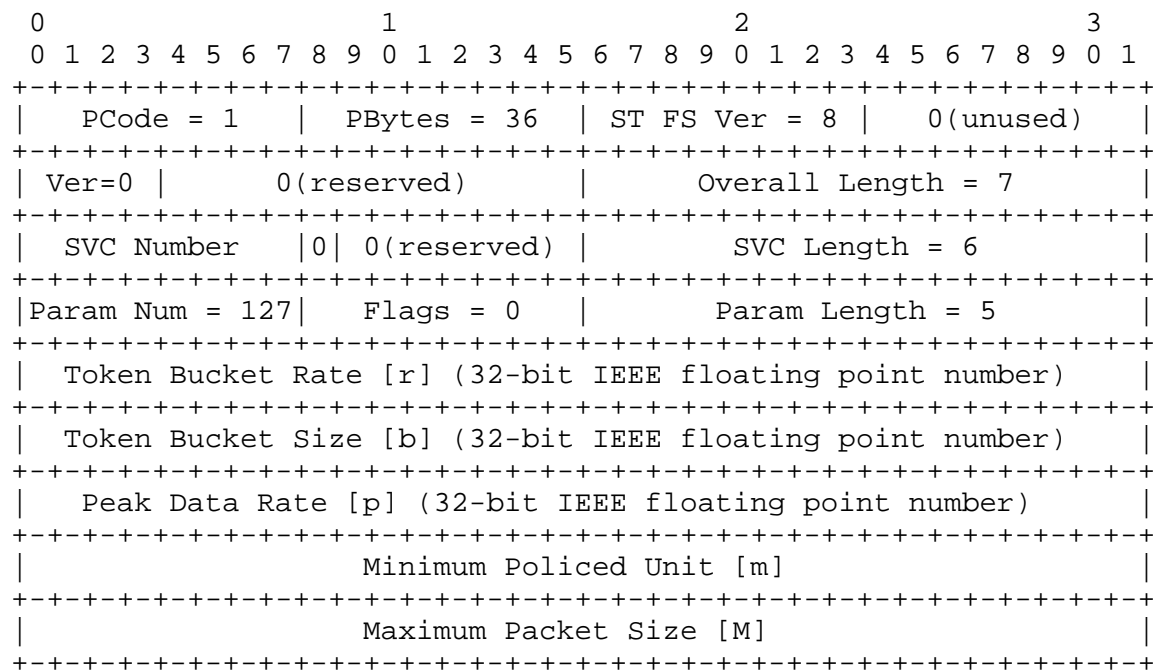 0                   1                   2                   3
 0 1 2 3 4 5 6 7 8 9 0 1 2 3 4 5 6 7 8 9 0 1 2 3 4 5 6 7 8 9 0 1
+-+-+-+-+-+-+-+-+-+-+-+-+-+-+-+-+-+-+-+-+-+-+-+-+-+-+-+-+-+-+-+-+
|   PCode = 1   |  PBytes = 36  | ST FS Ver = 8 |   0(unused)   |
+-+-+-+-+-+-+-+-+-+-+-+-+-+-+-+-+-+-+-+-+-+-+-+-+-+-+-+-+-+-+-+-+
| Ver=0 |      0(reserved)      |      Overall Length = 7       |
+-+-+-+-+-+-+-+-+-+-+-+-+-+-+-+-+-+-+-+-+-+-+-+-+-+-+-+-+-+-+-+-+
|  SVC Number   |0| 0(reserved) |        SVC Length = 6         |
+-+-+-+-+-+-+-+-+-+-+-+-+-+-+-+-+-+-+-+-+-+-+-+-+-+-+-+-+-+-+-+-+
|Param Num = 127|   Flags = 0   |       Param Length = 5        |
+-+-+-+-+-+-+-+-+-+-+-+-+-+-+-+-+-+-+-+-+-+-+-+-+-+-+-+-+-+-+-+-+
|  Token Bucket Rate [r] (32-bit IEEE floating point number)    |
+-+-+-+-+-+-+-+-+-+-+-+-+-+-+-+-+-+-+-+-+-+-+-+-+-+-+-+-+-+-+-+-+
|  Token Bucket Size [b] (32-bit IEEE floating point number)    |
+-+-+-+-+-+-+-+-+-+-+-+-+-+-+-+-+-+-+-+-+-+-+-+-+-+-+-+-+-+-+-+-+
|   Peak Data Rate [p] (32-bit IEEE floating point number)      |
+-+-+-+-+-+-+-+-+-+-+-+-+-+-+-+-+-+-+-+-+-+-+-+-+-+-+-+-+-+-+-+-+
|                   Minimum Policed Unit [m]                    |
+-+-+-+-+-+-+-+-+-+-+-+-+-+-+-+-+-+-+-+-+-+-+-+-+-+-+-+-+-+-+-+-+
|                   Maximum Packet Size [M]                     |
+-+-+-+-+-+-+-+-+-+-+-+-+-+-+-+-+-+-+-+-+-+-+-+-+-+-+-+-+-+-+-+-+